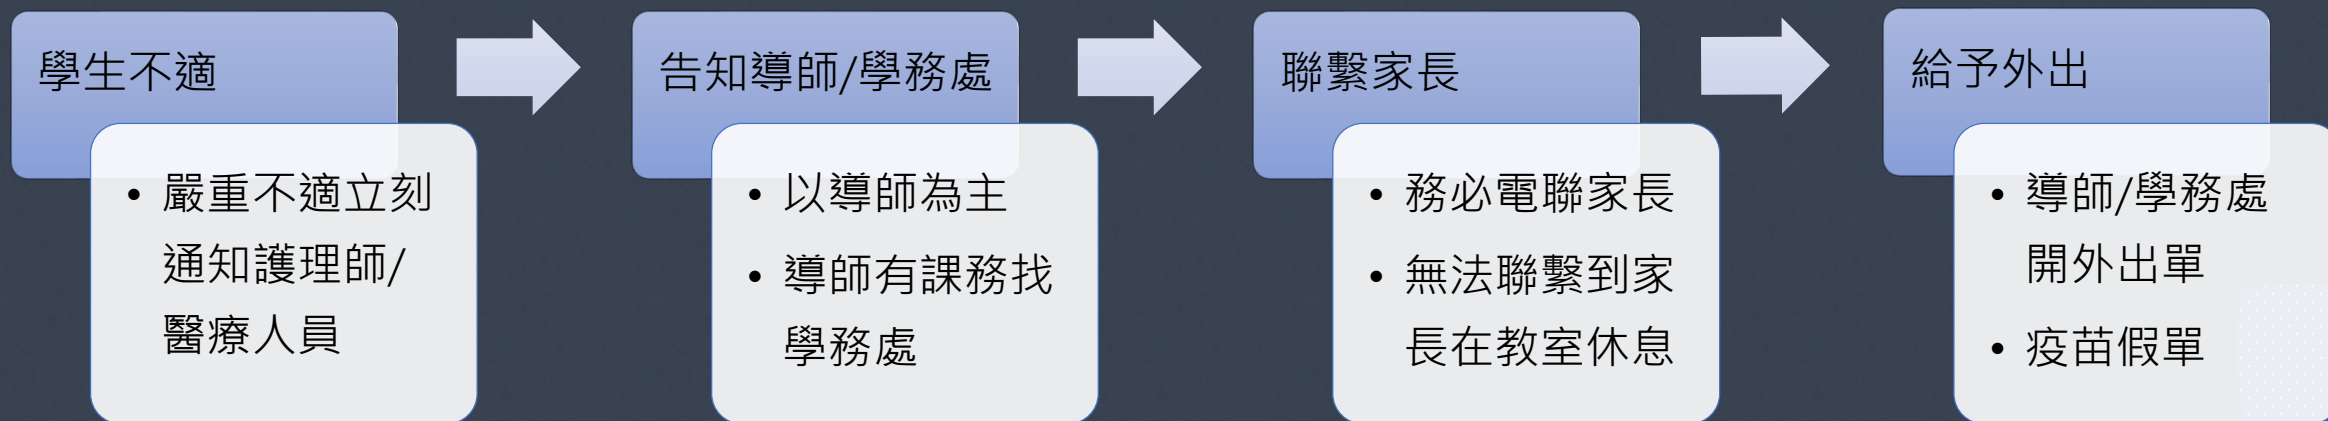 學生不適
• 嚴重不適立刻
通知護理師/
醫療人員
告知導師/學務處
• 以導師為主
• 導師有課務找
學務處
聯繫家長
• 務必電聯家長
• 無法聯繫到家
長在教室休息
給予外出
• 導師/學務處
開外出單
• 疫苗假單